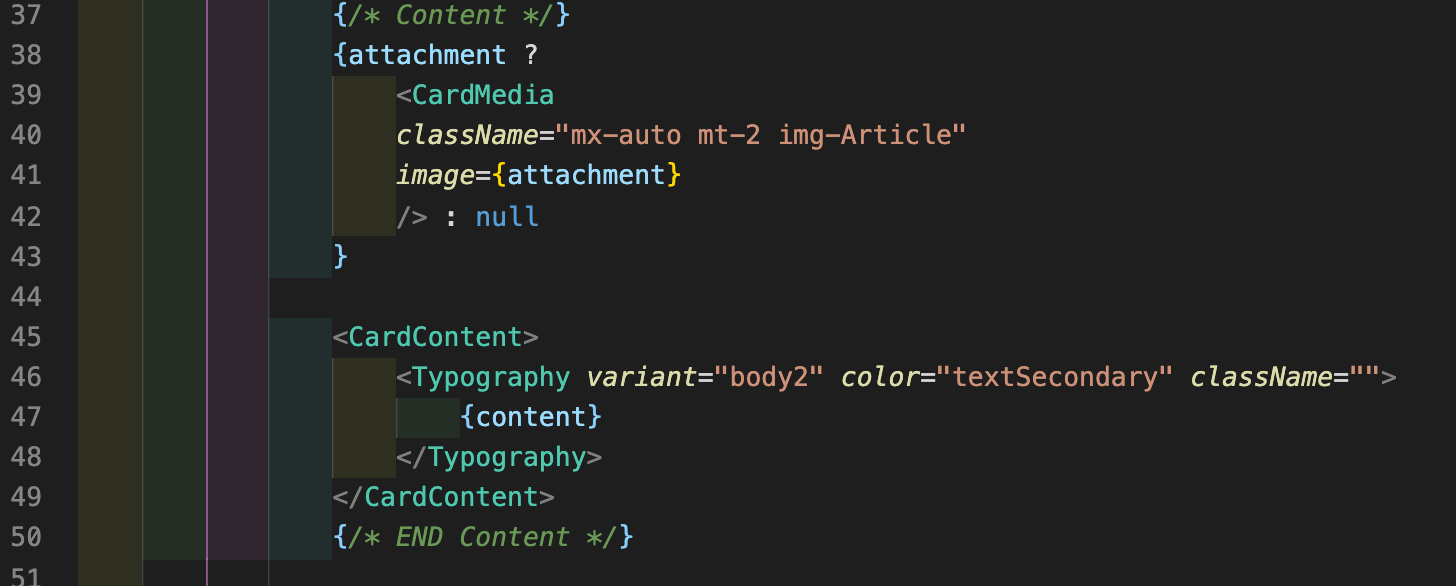 37 {/* Content */}
38 {attachment ?
39 <CardMedia
40 className="mx-auto mt-2 img-Article"
41 image={attachment}
42 /> : null
43 }
44
45 <CardContent>
46 <Typography variant="body2" color="textSecondary" className="">
47 {content}
48 </Typography>
49 </CardContent>
50 {/* END Content */}
51